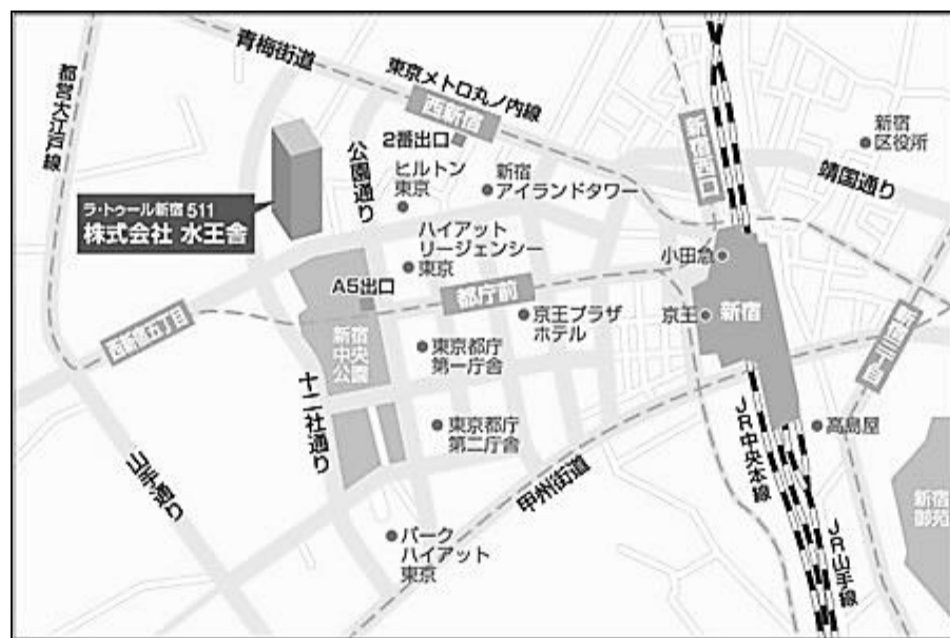 青梅街道
東京メトロ丸ノ内線
都営大江戸線
西新宿
2番出口
公園通り
ヒルトン
東京
新宿
アイランドタワー
新宿西口
新宿
区役所
靖国通り
ラ・トゥール新宿 511
株式会社 水王舎
ハイアット
リージェンシー
東京
小田急
A5出口
都庁前
京王プラザ
ホテル
京王
新宿
新宿三丁目
西新宿五丁目
新宿
中央
公園
東京都庁
第一庁舎
十二社通り
東京都庁
第二庁舎
JR中央本線
高島屋
山手通り
甲州街道
新宿
御苑
パーク
ハイアット
東京
JR山手線